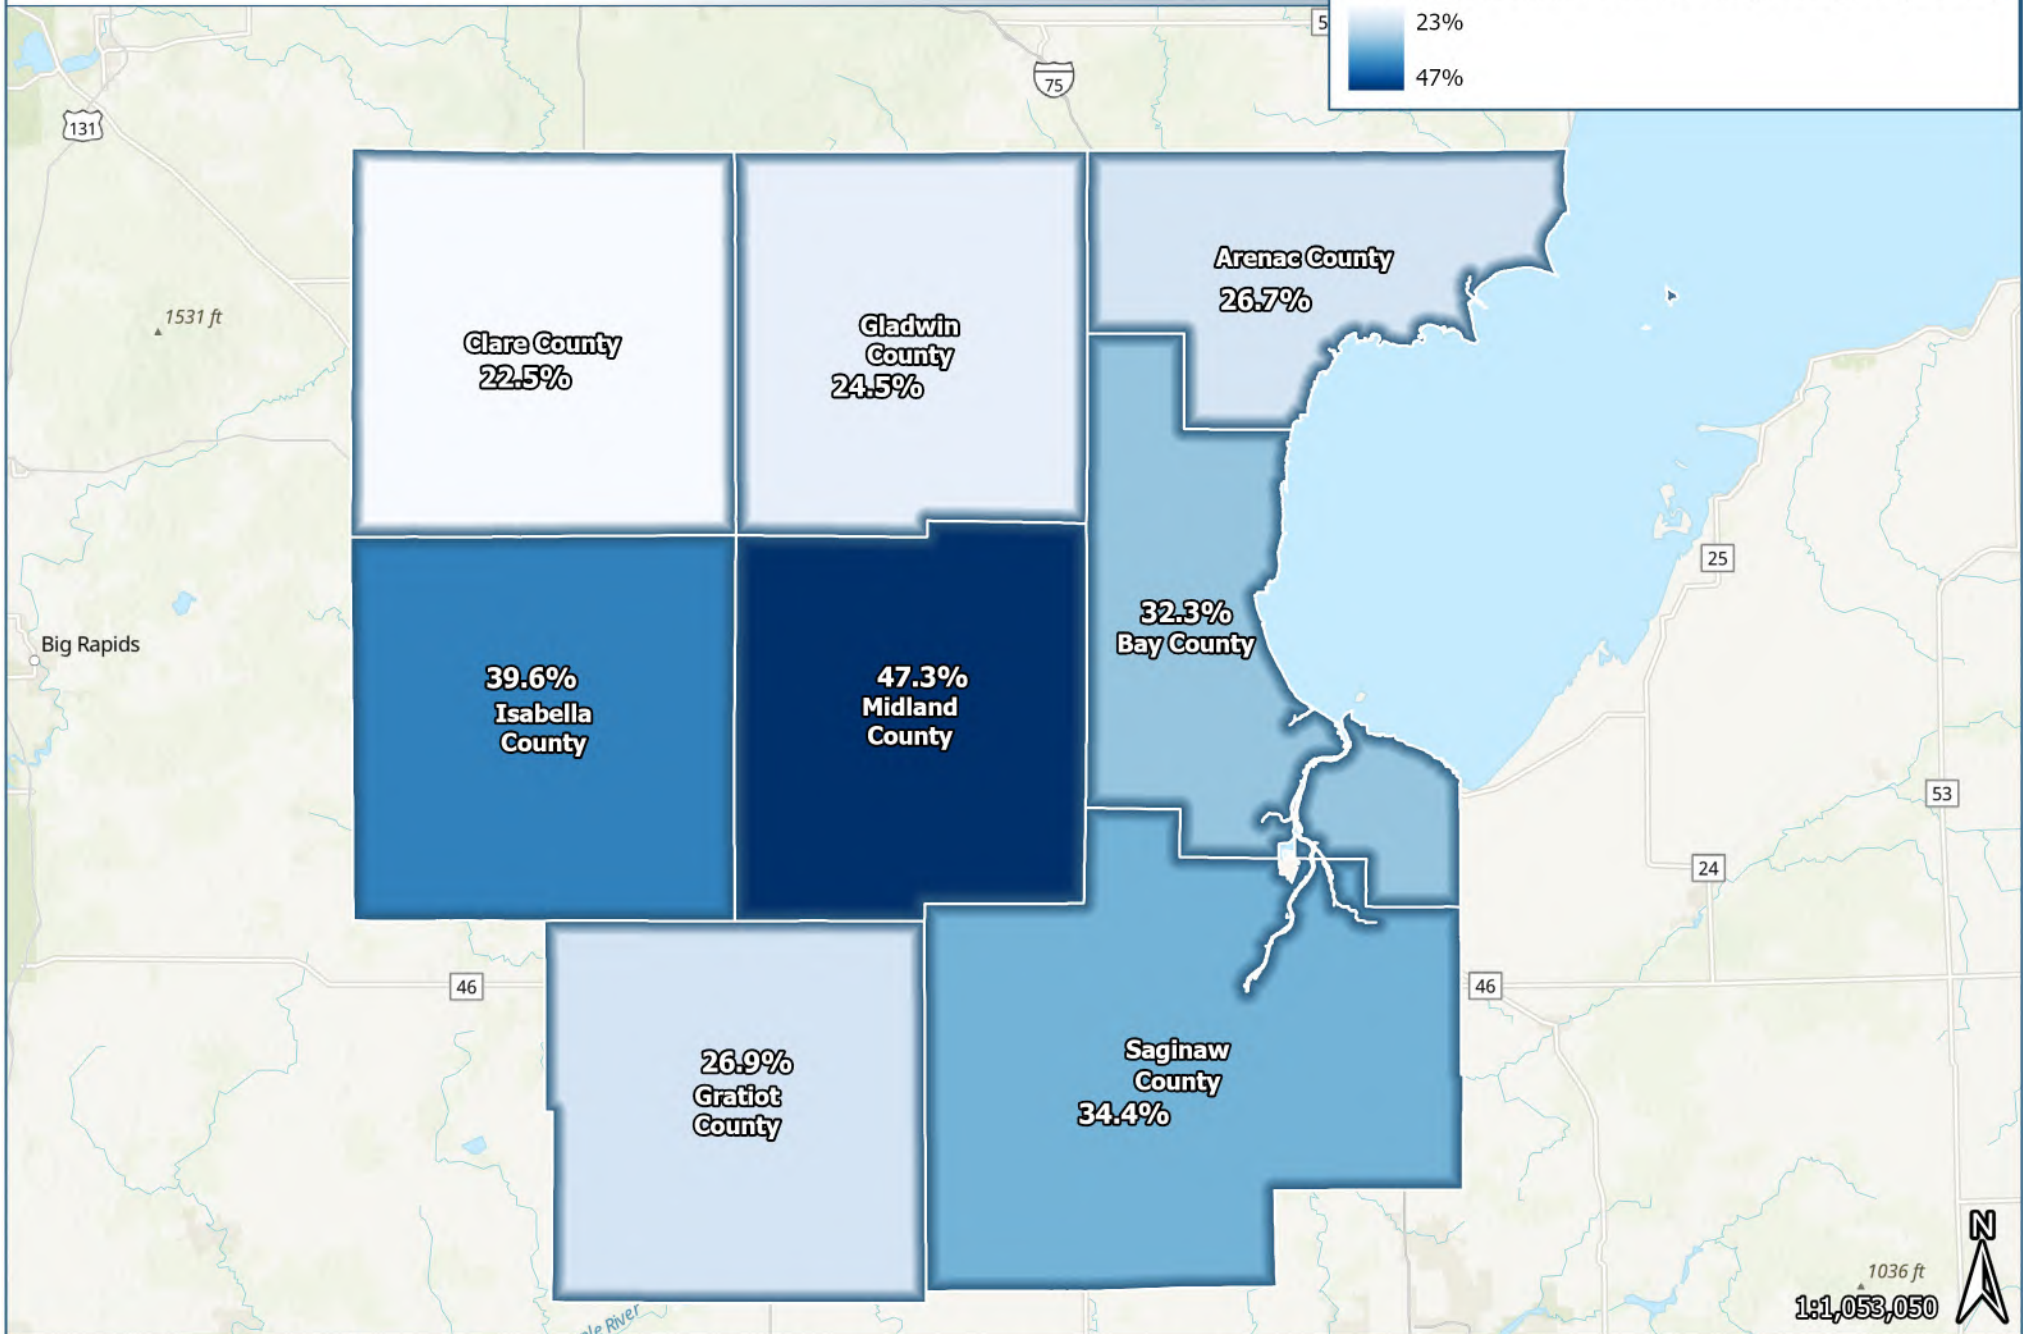 5
23%
47%
75
131
Arenac County
26.7%
1531 ft
Gladwin
County
24.5%
Clare County
22.5%
25
32.3%
Bay County
Big Rapids
39.6%
Isabella
County
47.3%
Midland
County
53
24
46
46
Saginaw
County
34.4%
26.9%
Gratiot
County
N
1036 ft
1:1,053,050
River